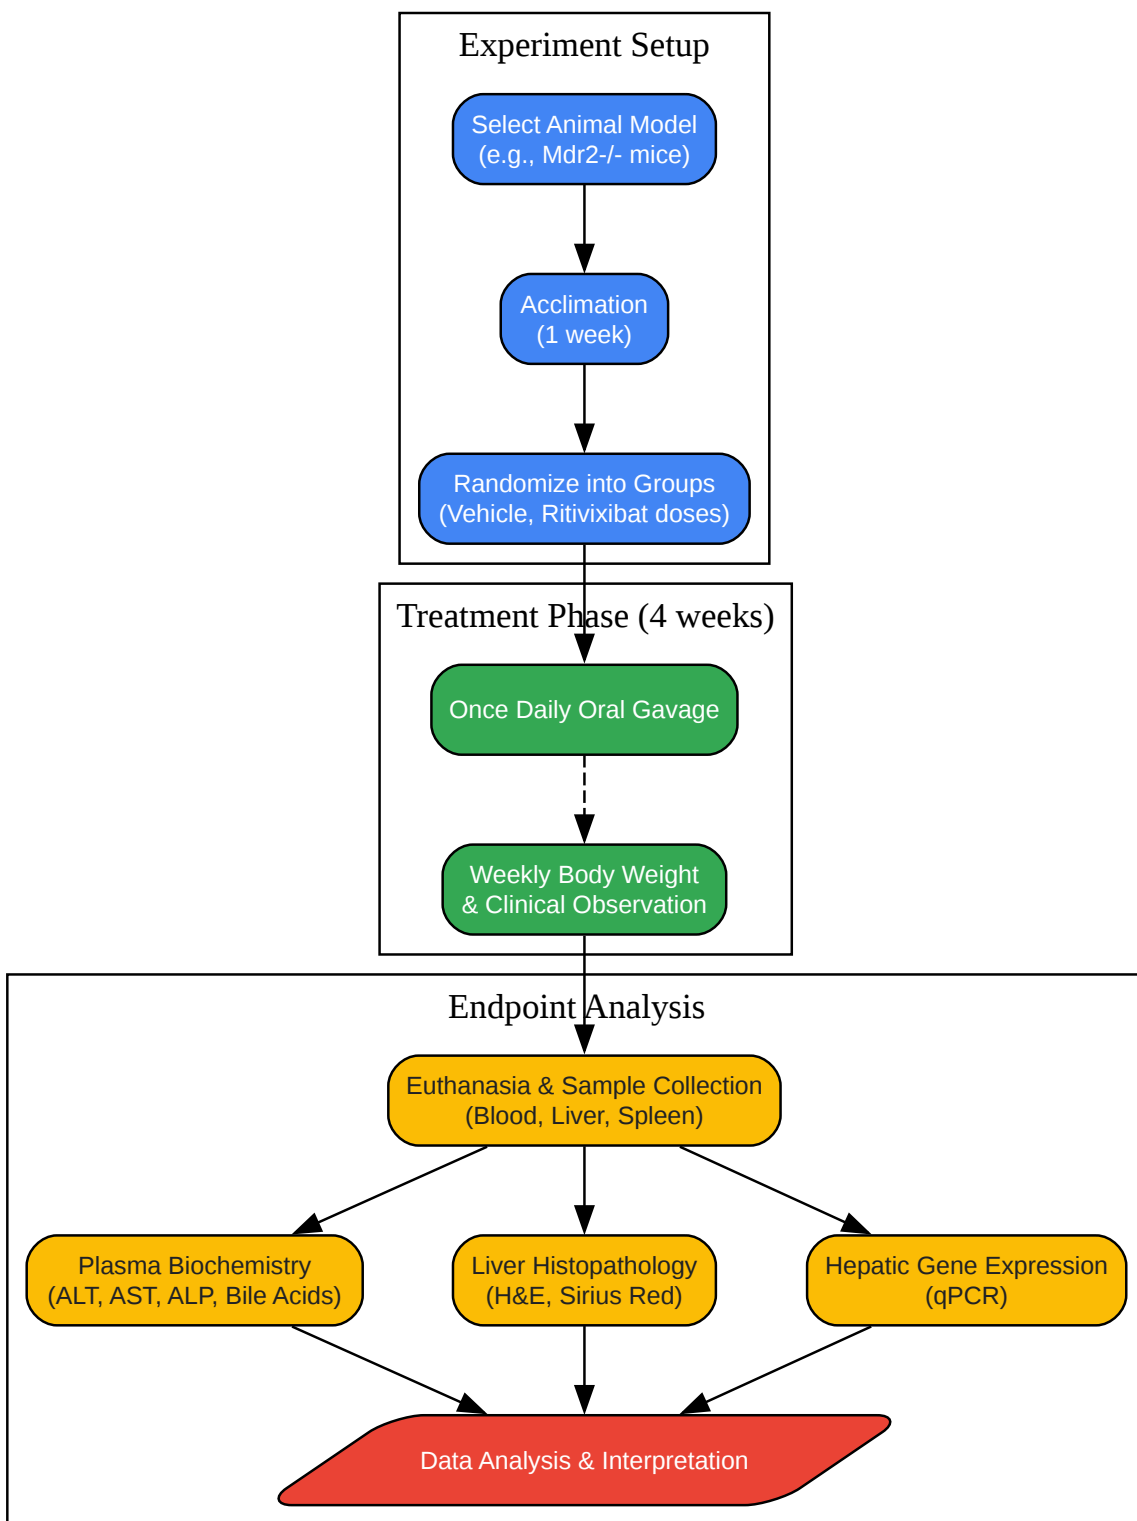 Experiment Setup
Select Animal Model
(e.g., Mdr2-/- mice)
Acclimation
(1 week)
Randomize into Groups
(Vehicle, Ritivixibat doses)
Treatment Phase (4 weeks)
Once Daily Oral Gavage
Weekly Body Weight
& Clinical Observation
Endpoint Analysis
Euthanasia & Sample Collection
(Blood, Liver, Spleen)
Plasma Biochemistry
(ALT, AST, ALP, Bile Acids)
Liver Histopathology
(H&E, Sirius Red)
Hepatic Gene Expression
(qPCR)
Data Analysis & Interpretation